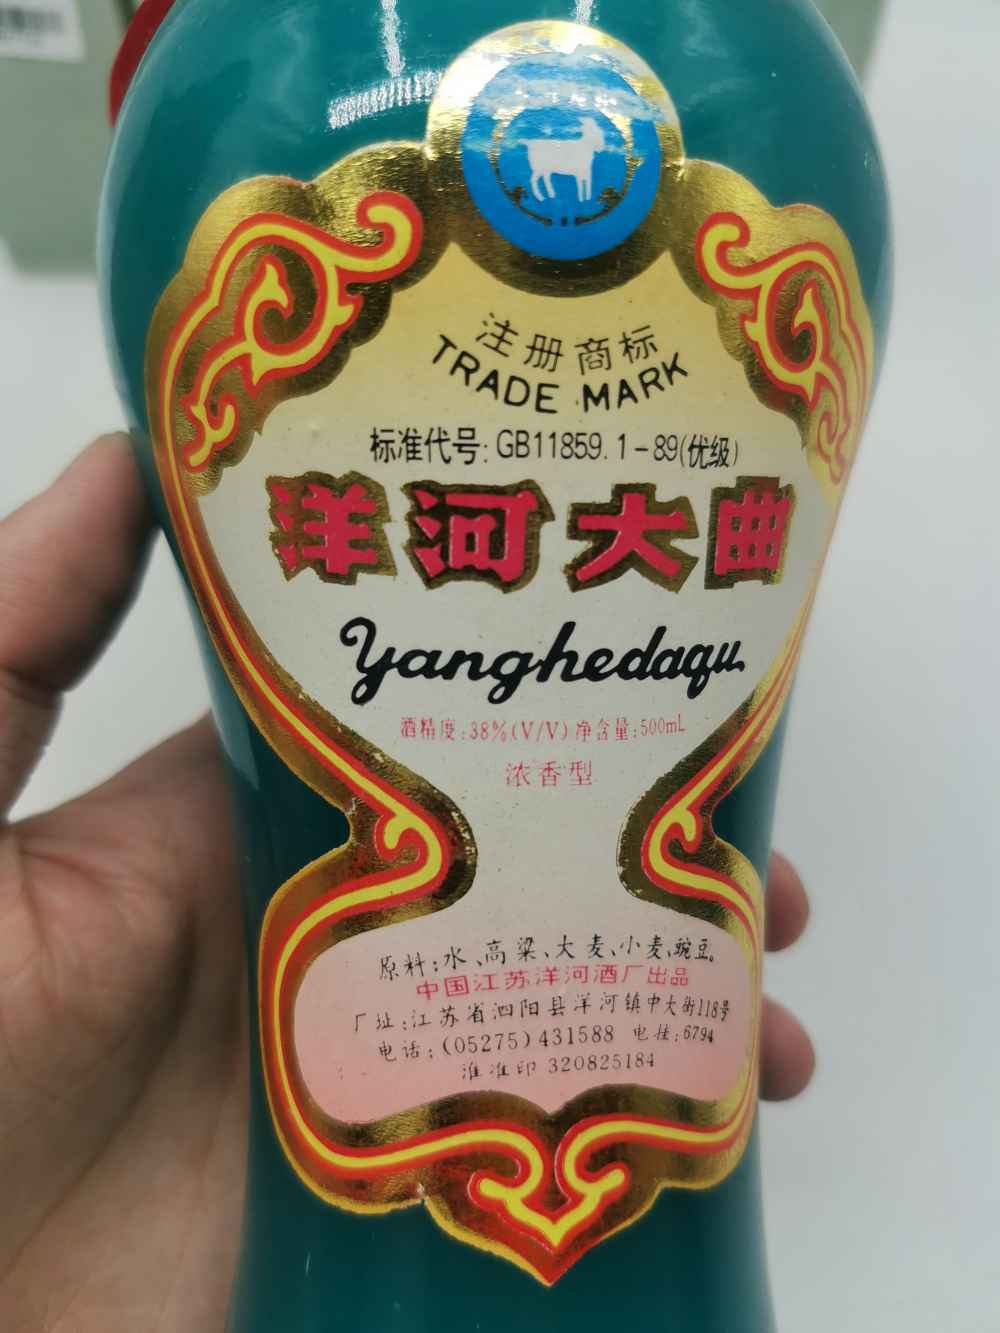 注册商标
TRADE MARK
标准代号:GB11859.1-89(优级)
洋河大曲
Yanghedaqu
酒精度:38%(V/V) 净含量:500mL
浓香型
原料:水、高粱、大麦、小麦、豌豆。
中国江苏洋河酒厂出品
厂址:江苏省泗阳县洋河镇中大街118号
电话:(05275)431588 电挂:6794
淮准印 320825184